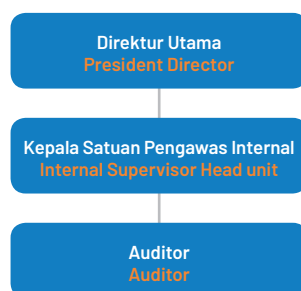 Direktur Utama
President Director
Kepala Satuan Pengawas Internal
Internal Supervisor Head unit
Auditor
Auditor